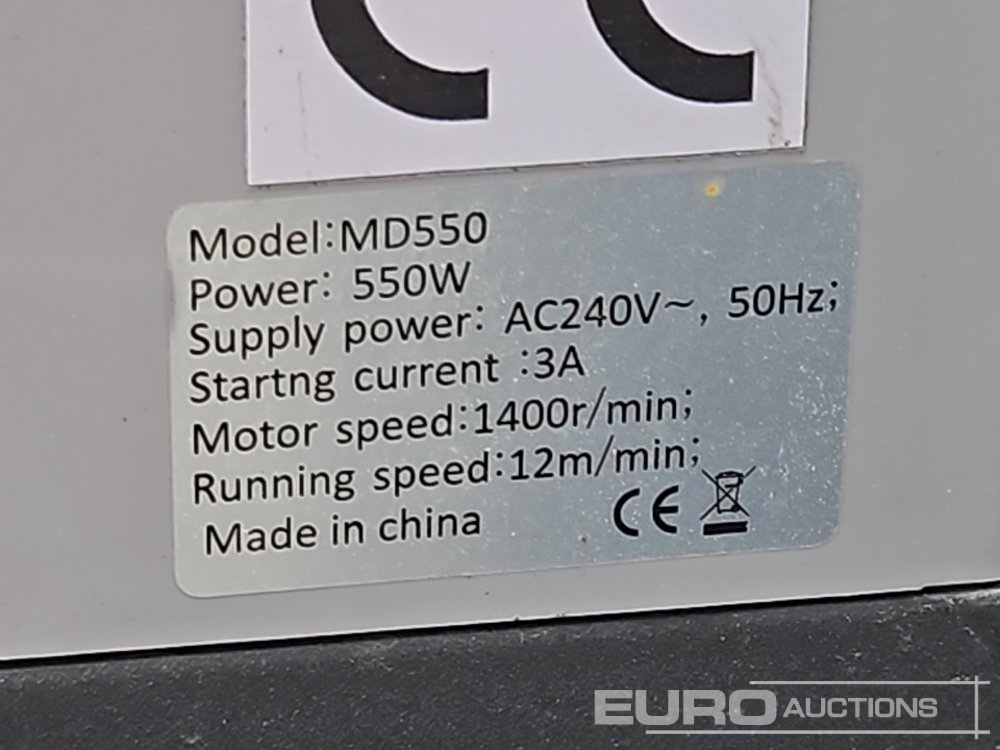 CE
Model:MD550
Power: 550W
Supply power: AC240V~, 50Hz;
Startng current :3A
Motor speed:1400r/min;
Running speed:12m/min;
Made in china CE
EURO AUCTIONS